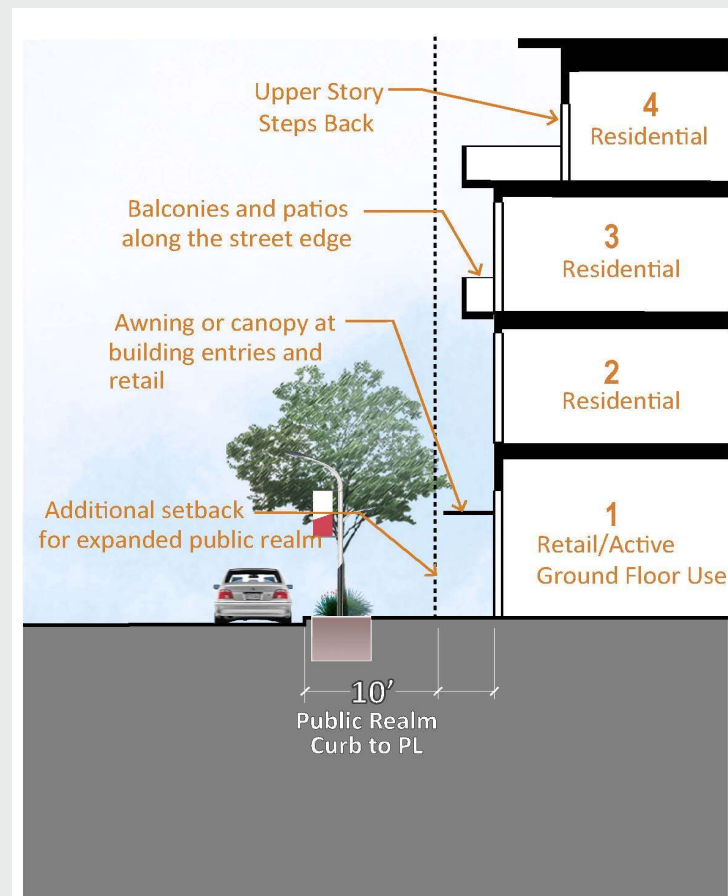 Upper Story
Steps Back
4
Residential
Balconies and patios
along the street edge
3
Residential
Awning or canopy at
building entries and
retail
2
Residential
Additional setback
for expanded public realm
1
Retail/Active
Ground Floor Use
10’
Public Realm
Curb to PL